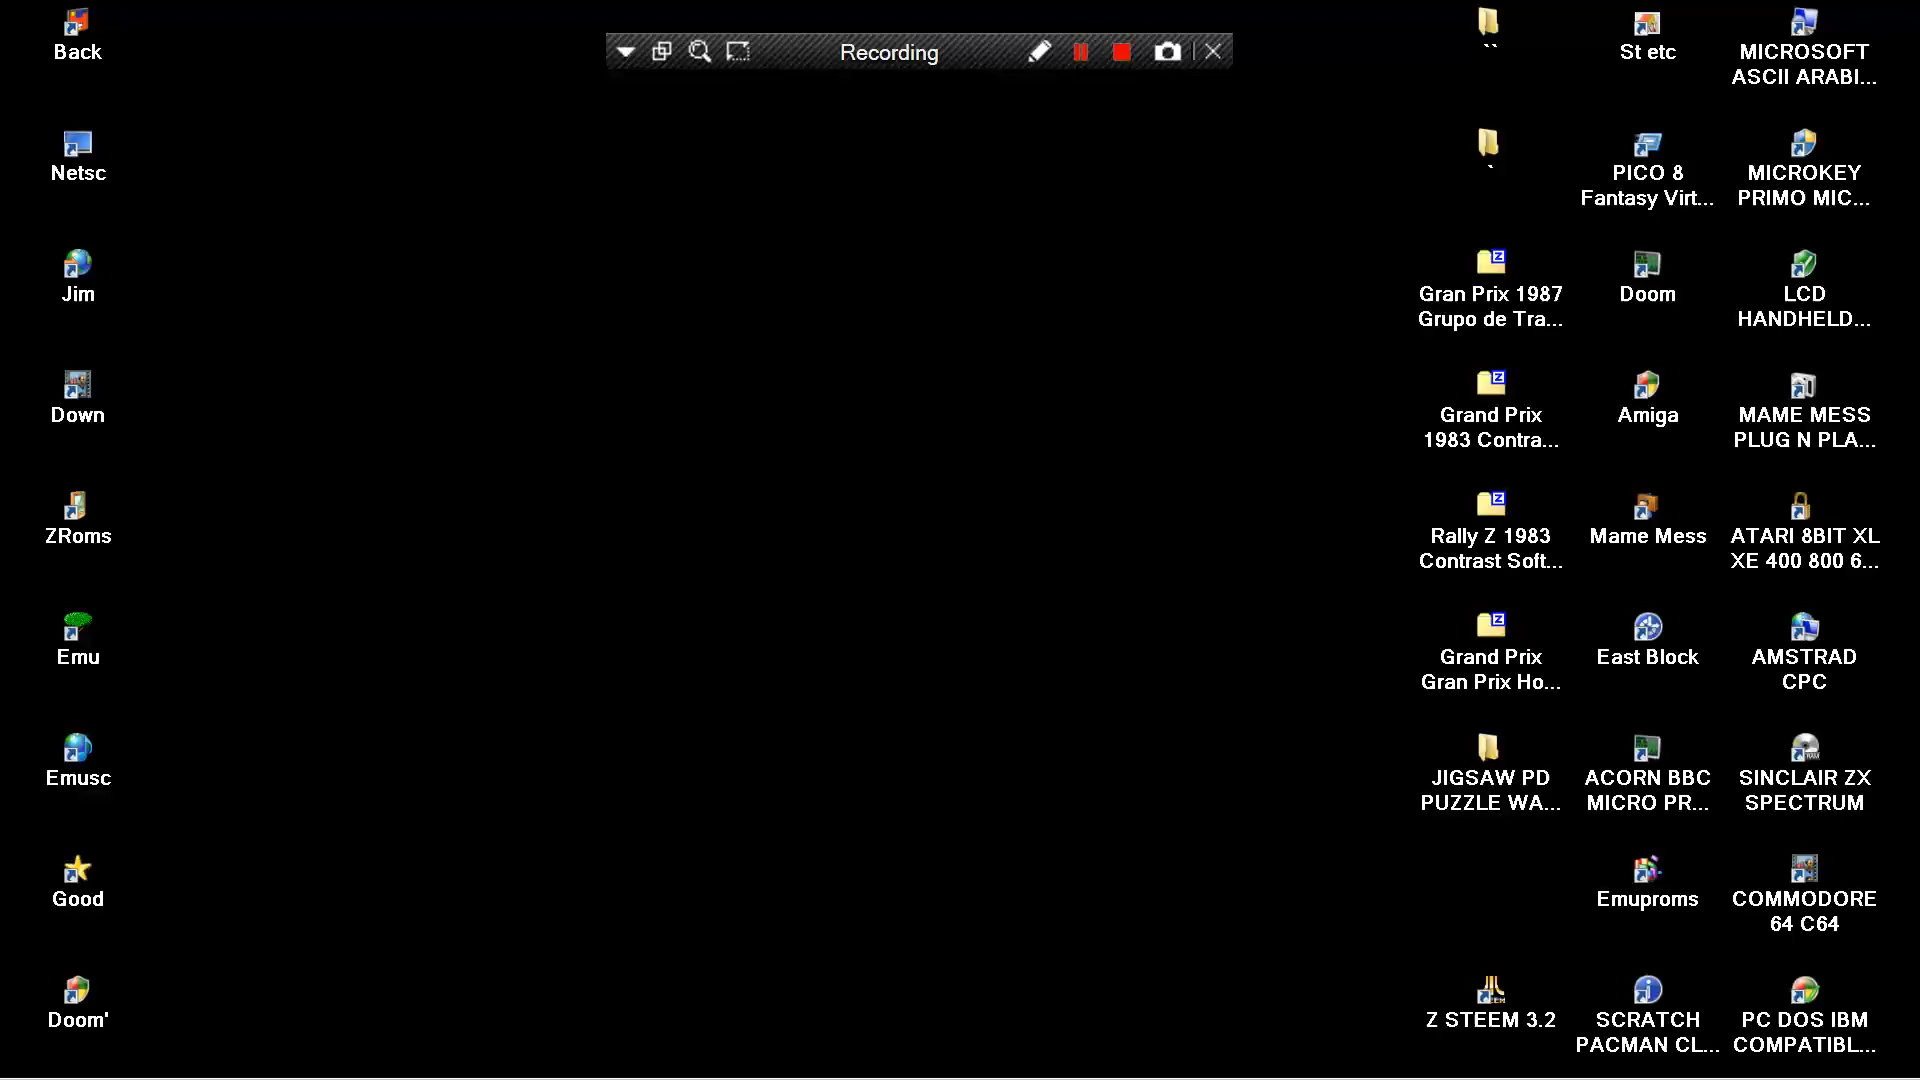 Recording
Back
Netsc
Jim
Down
ZRoms
Emu
Emusc
Good
Doom'
``
`
Gran Prix 1987
Grupo de Tra...
Grand Prix
1983 Contra...
Rally Z 1983
Contrast Soft...
Grand Prix
Gran Prix Ho...
JIGSAW PD
PUZZLE WA...
Z STEEM 3.2
St etc
PICO 8
Fantasy Virt...
Doom
Amiga
Mame Mess
East Block
ACORN BBC
MICRO PR...
Emuproms
SCRATCH
PACMAN CL...
MICROSOFT
ASCII ARABI...
MICROKEY
PRIMO MIC...
LCD
HANDHELD...
MAME MESS
PLUG N PLA...
ATARI 8BIT XL
XE 400 800 6...
AMSTRAD
CPC
SINCLAIR ZX
SPECTRUM
COMMODORE
64 C64
PC DOS IBM
COMPATIBL...